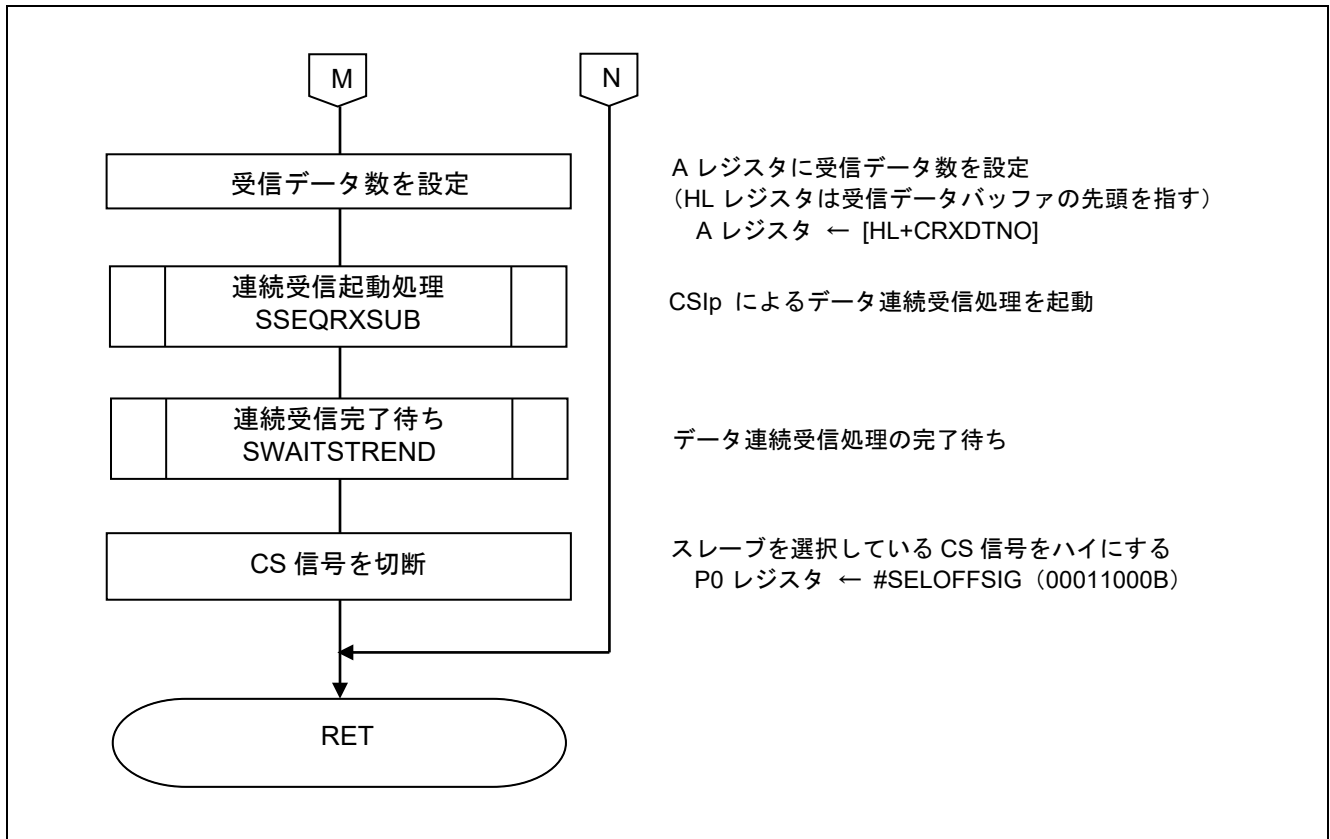 M
N
受信データ数を設定
A レジスタに受信データ数を設定
（HL レジスタは受信データバッファの先頭を指す）
A レジスタ ← [HL+CRXDTNO]
連続受信起動処理
SSEQRXSUB
CSIp によるデータ連続受信処理を起動
連続受信完了待ち
SWAITSTREND
データ連続受信処理の完了待ち
CS 信号を切断
スレーブを選択している CS 信号をハイにする
P0 レジスタ ← #SELOFFSIG（00011000B）
RET